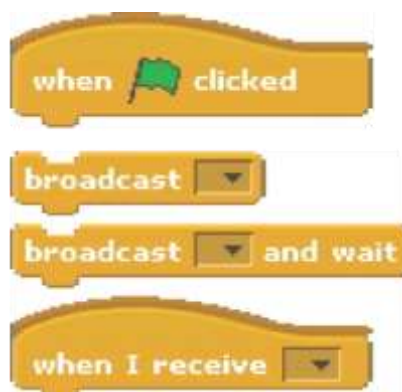 when clicked
broadcast
broadcast and wait
when I receive